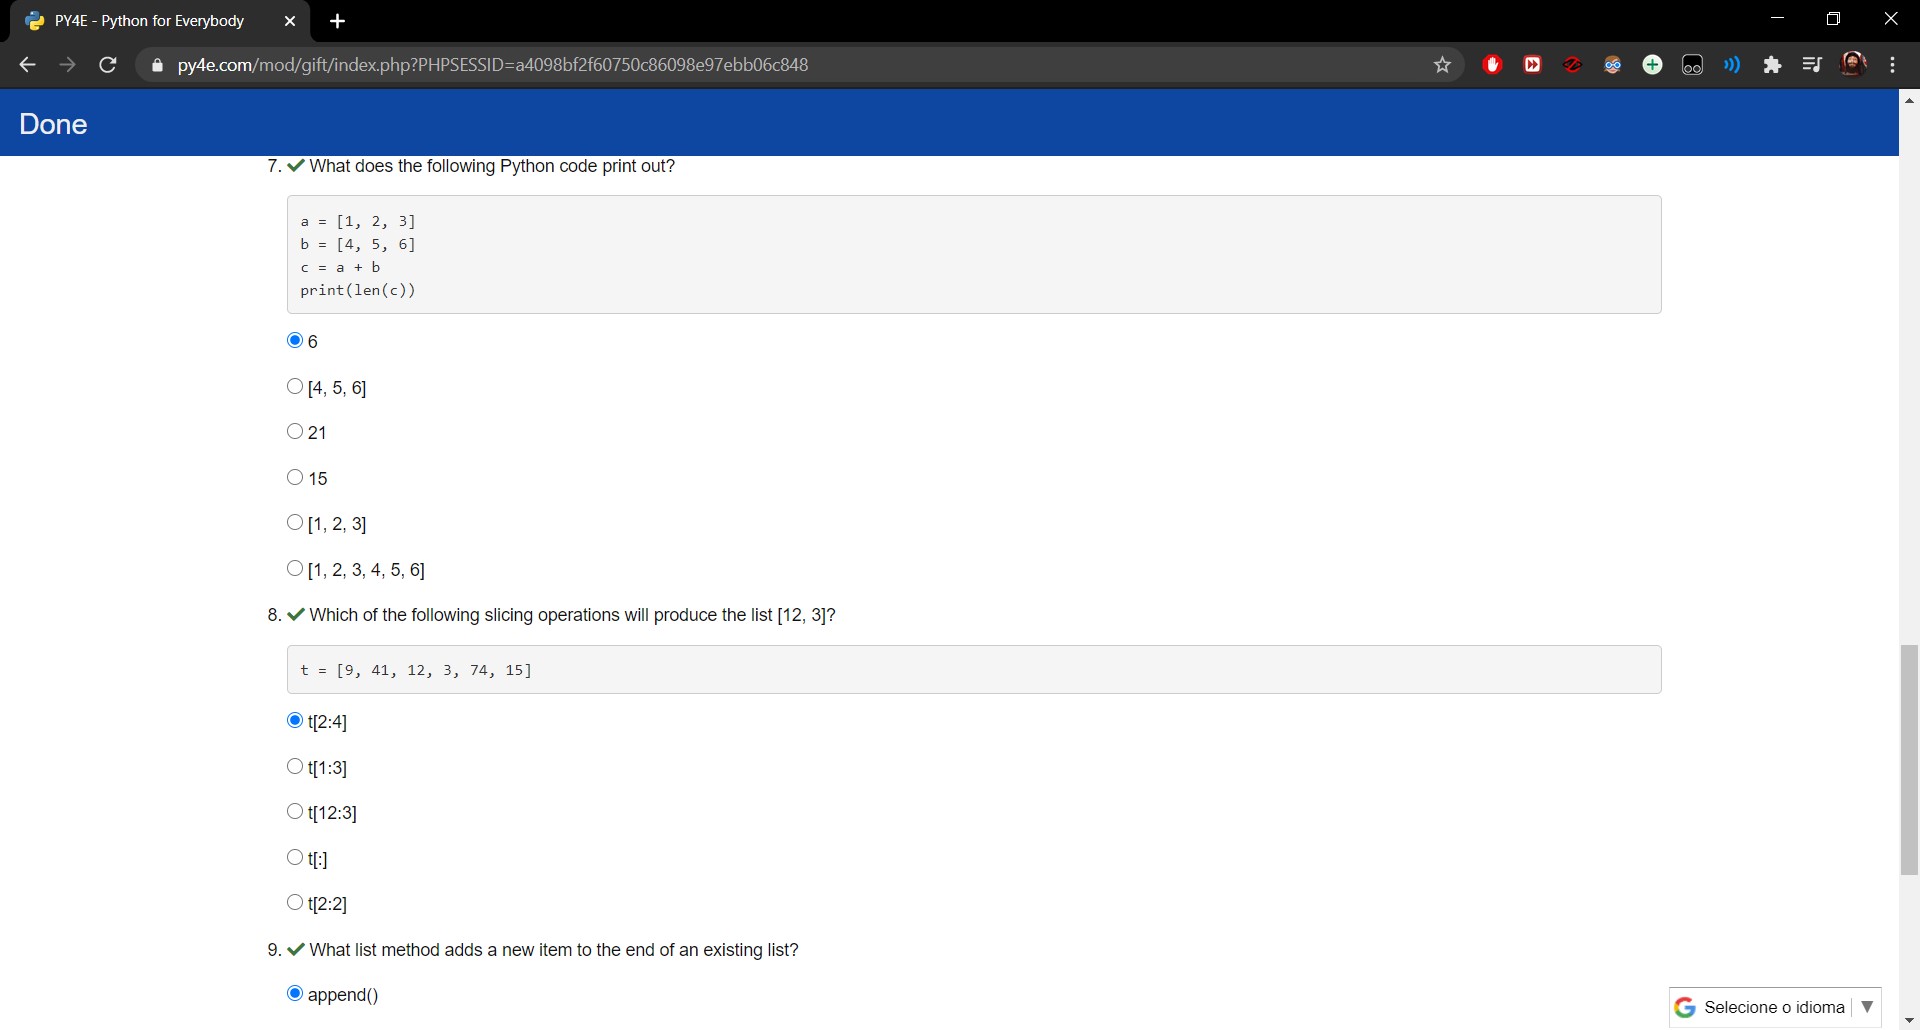 PY4E - Python for Everybody
py4e.com/mod/gift/index.php?PHPSESSID=a4098bf2f60750c86098e97ebb06c848
Done
7. What does the following Python code print out?
a = [1, 2, 3]
b = [4, 5, 6]
c = a + b
print(len(c))
6
[4, 5, 6]
21
15
[1, 2, 3]
[1, 2, 3, 4, 5, 6]
8. Which of the following slicing operations will produce the list [12, 3]?
t = [9, 41, 12, 3, 74, 15]
t[2:4]
t[1:3]
t[12:3]
t[:]
t[2:2]
9. What list method adds a new item to the end of an existing list?
append()
Selecione o idioma